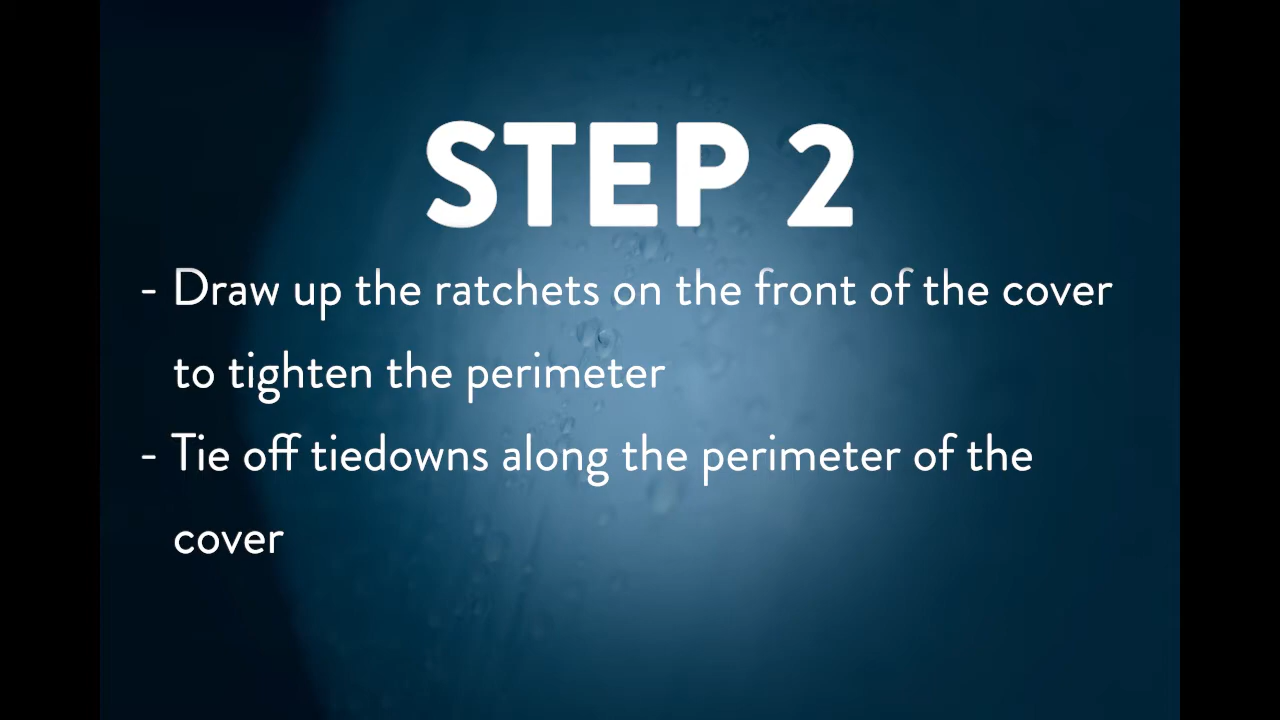 STEP 2
- Draw up the ratchets on the front of the cover
to tighten the perimeter
- Tie off tiedowns along the perimeter of the
cover